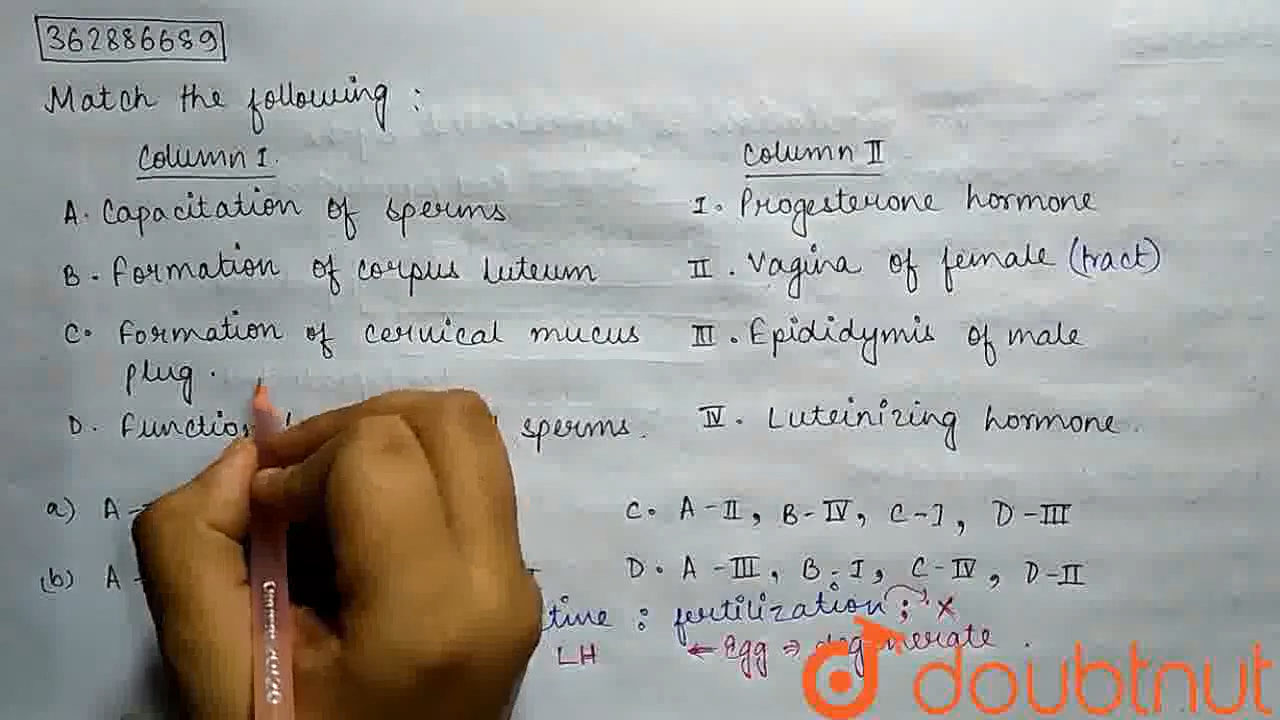 362886689
Match the following :
Column I.
Column II
A. Capacitation of sperms
I. Progesterone hormone
B. Formation of corpus luteum
II. Vagina of female (tract)
C. Formation of cervical mucus
III. Epididymis of male
plug.
D. sperms.
IV. Luteinizing hormone.
a) A -
C. A-II, B-IV, C-I, D-III
(b) A -
D. A-III, B-I, C-IV, D-II
: fertilization ; x
LH ← Egg ⇒ degenerate.
doubtnut